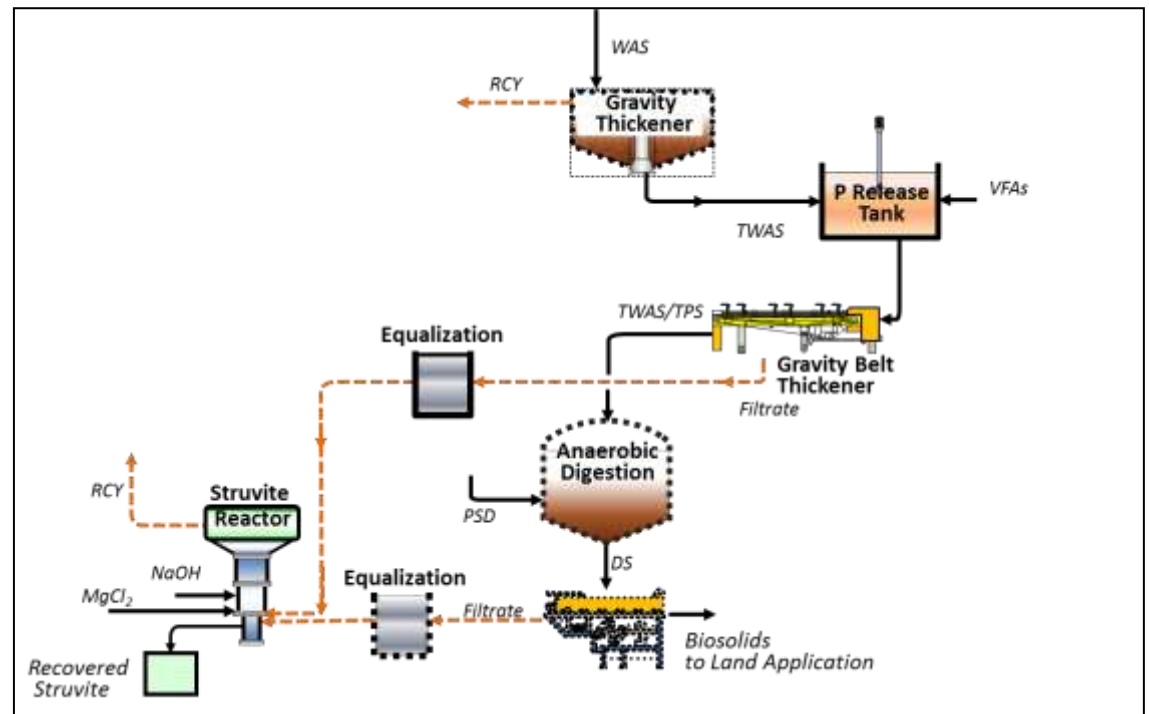 WAS
RCY
Gravity
Thickener
P Release
Tank
VFAs
TWAS
TWAS/TPS
Equalization
Gravity Belt
Thickener
Filtrate
Anaerobic
Digestion
RCY
Struvite
Reactor
PSD
DS
NaOH
Equalization
MgCl₂
Filtrate
Biosolids
to Land Application
Recovered
Struvite